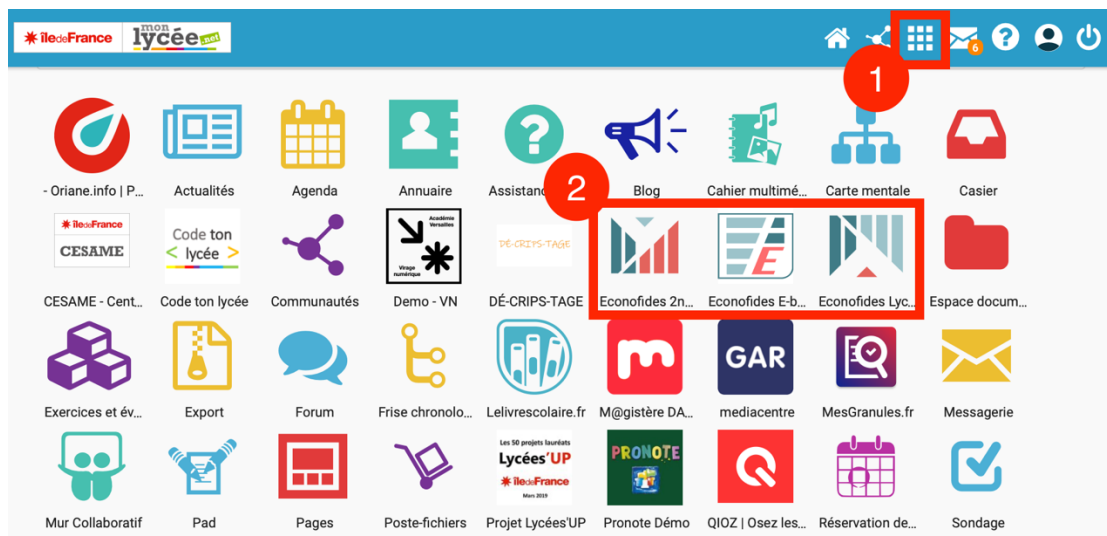 îledeFrance
mon
lycée.net
6
1
- Oriane.info | P...
Actualités
Agenda
Annuaire
Assistan
2
Blog
Cahier multimé...
Carte mentale
Casier
îledeFrance
CESAME
Code ton
< lycée >
Académie
Versailles
Virage
numérique
DÉ-CRIPS-TAGE
CESAME - Cent...
Code ton lycée
Communautés
Demo - VN
DÉ-CRIPS-TAGE
Econofides 2n...
Econofides E-b...
Econofides Lyc...
Espace docum...
GAR
Exercices et év...
Export
Forum
Frise chronolo...
Lelivrescolaire.fr
M@gistère DA...
mediacentre
MesGranules.fr
Messagerie
Les 50 projets lauréats
Lycées'UP
îledeFrance
Mars 2019
PRONOTE
Mur Collaboratif
Pad
Pages
Poste-fichiers
Projet Lycées'UP
Pronote Démo
QIOZ | Osez les...
Réservation de...
Sondage